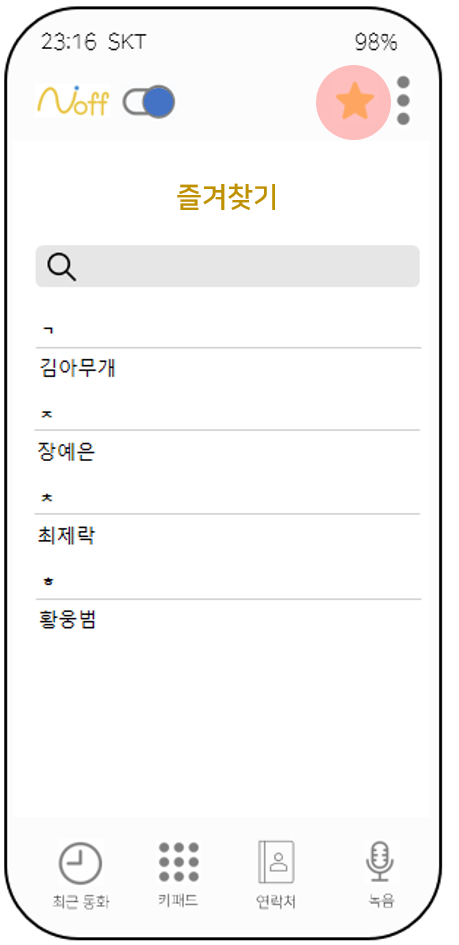 23:16 SKT 98%
Noff
즐겨찾기
ㄱ
김아무개
ㅈ
장예은
ㅊ
최제락
ㅎ
황웅범
최근 통화 키패드 연락처 녹음